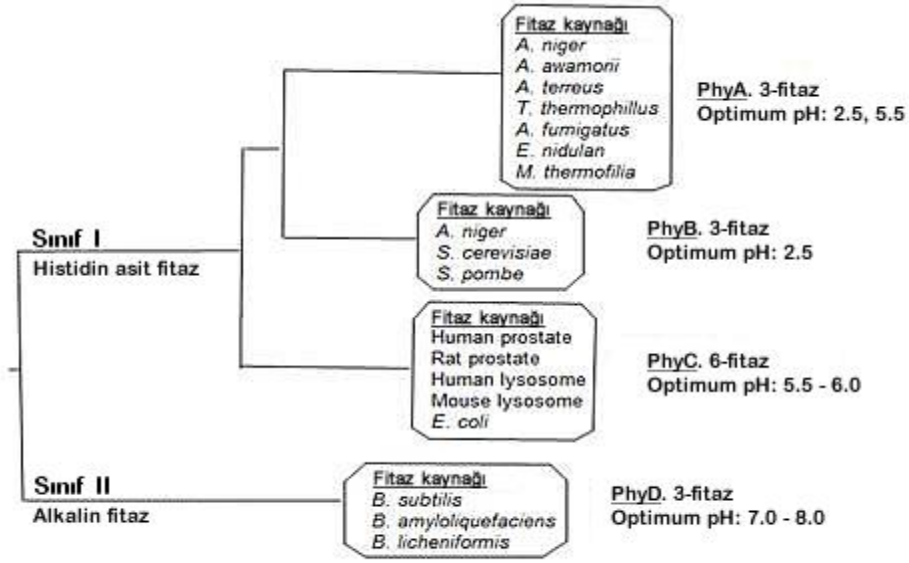 Fitaz kaynağı
A. niger
A. awamorii
A. terreus
T. thermophillus
A. fumigatus
E. nidulan
M. thermofilia
PhyA. 3-fitaz
Optimum pH: 2.5, 5.5
Fitaz kaynağı
A. niger
S. cerevisiae
S. pombe
PhyB. 3-fitaz
Optimum pH: 2.5
Sınıf I
Histidin asit fitaz
Fitaz kaynağı
Human prostate
Rat prostate
Human lysosome
Mouse lysosome
E. coli
PhyC. 6-fitaz
Optimum pH: 5.5 - 6.0
Sınıf II
Alkalin fitaz
Fitaz kaynağı
B. subtilis
B. amyloliquefaciens
B. licheniformis
PhyD. 3-fitaz
Optimum pH: 7.0 - 8.0